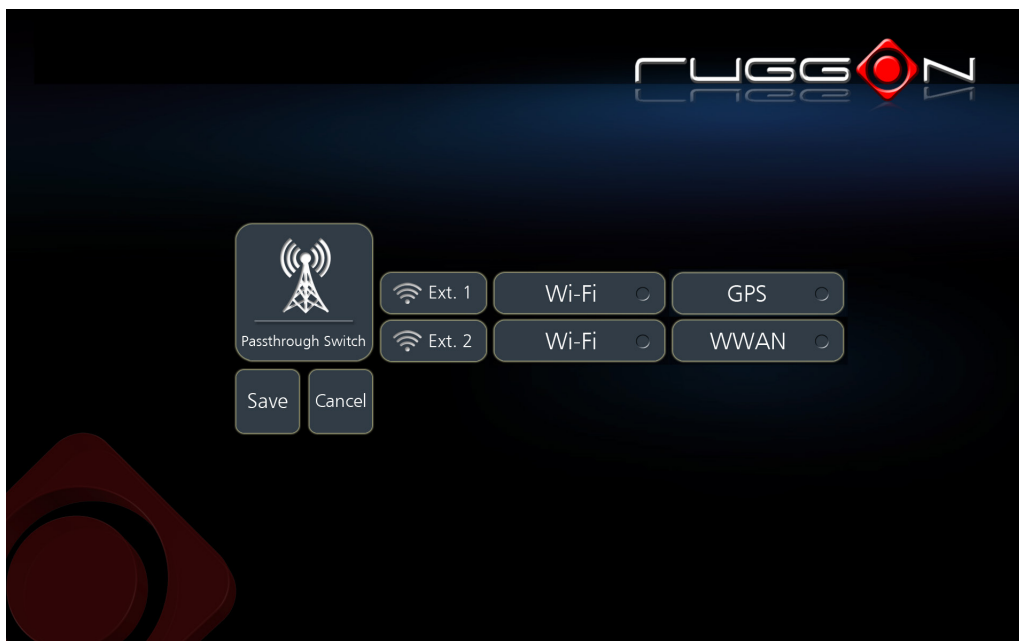 RUGGON
Ext. 1 Wi-Fi GPS
Passthrough Switch Ext. 2 Wi-Fi WWAN
Save Cancel